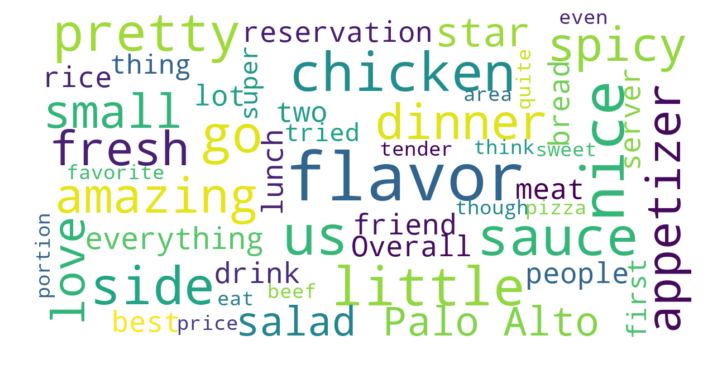 even
pretty
reservation
star
spicy
thing
chicken
rice
super
quite
bread
lot
area
small
two
dinner
server
nice
appetizer
fresh
go
tried
lunch
tender
think
sweet
flavor
favorite
amazing
meat
though
pizza
portion
love
everything
us
friend
Overall
sauce
side
drink
little
people
first
eat
beef
best
price
salad
Palo Alto